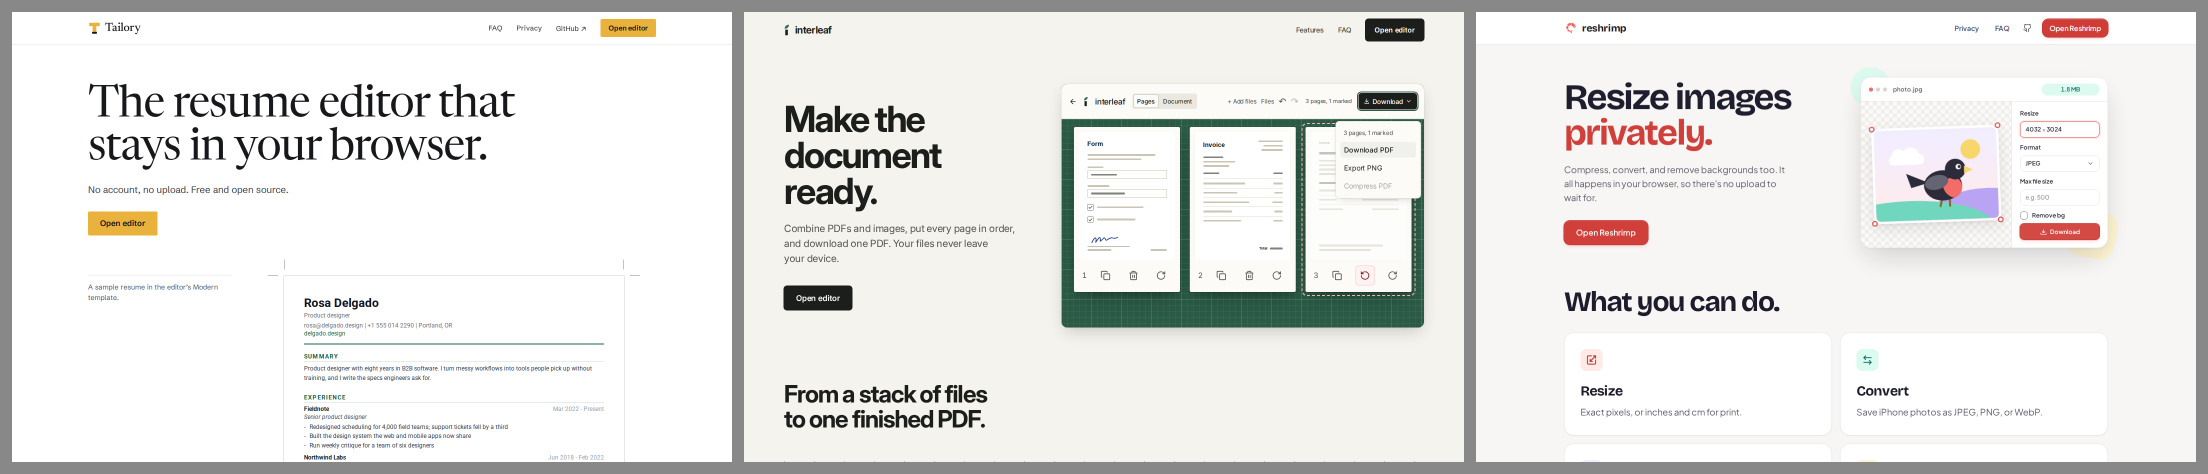 Tailory
FAQ Privacy GitHub ↗ Open editor
The resume editor that
stays in your browser.
No account, no upload. Free and open source.
Open editor
A sample resume in the editor's Modern
template.
Rosa Delgado
Product designer
rosa@delgado.design | +1 555 014 2290 | Portland, OR
delgado.design
SUMMARY
Product designer with eight years in B2B software. I turn messy workflows into tools people pick up without
training, and I write the specs engineers ask for.
EXPERIENCE
Fieldnote Mar 2022 - Present
Senior product designer
- Redesigned scheduling for 4,000 field teams; support tickets fell by a third
- Built the design system the web and mobile apps now share
- Run weekly critique for a team of six designers
Northwind Labs Jun 2018 - Feb 2022
interleaf
Features FAQ Open editor
Make the
document
ready.
Combine PDFs and images, put every page in order,
and download one PDF. Your files never leave
your device.
Open editor
← interleaf Pages Document + Add files Files 3 pages, 1 marked Download
3 pages, 1 marked
Download PDF
Export PNG
Compress PDF
Form
Invoice
Total
1 2 3
From a stack of files
to one finished PDF.
reshrimp
Privacy FAQ Open Reshrimp
Resize images
privately.
Compress, convert, and remove backgrounds too. It
all happens in your browser, so there's no upload to
wait for.
Open Reshrimp
photo.jpg 1.8 MB
Resize
4032 × 3024
Format
JPEG
Max file size
e.g. 500
Remove bg
Download
What you can do.
Resize
Exact pixels, or inches and cm for print.
Convert
Save iPhone photos as JPEG, PNG, or WebP.